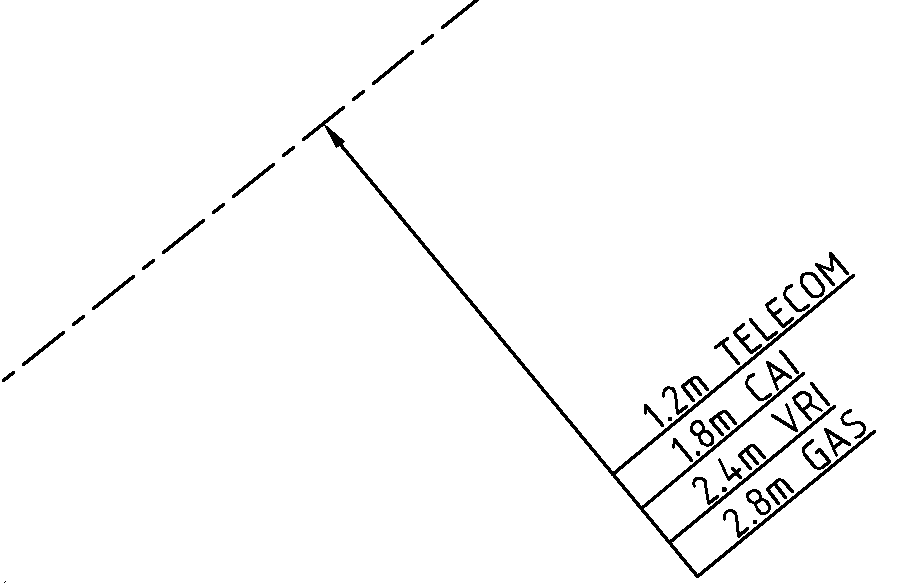 1.2m TELECOM
1.8m CAI
2.4m VRI
2.8m GAS